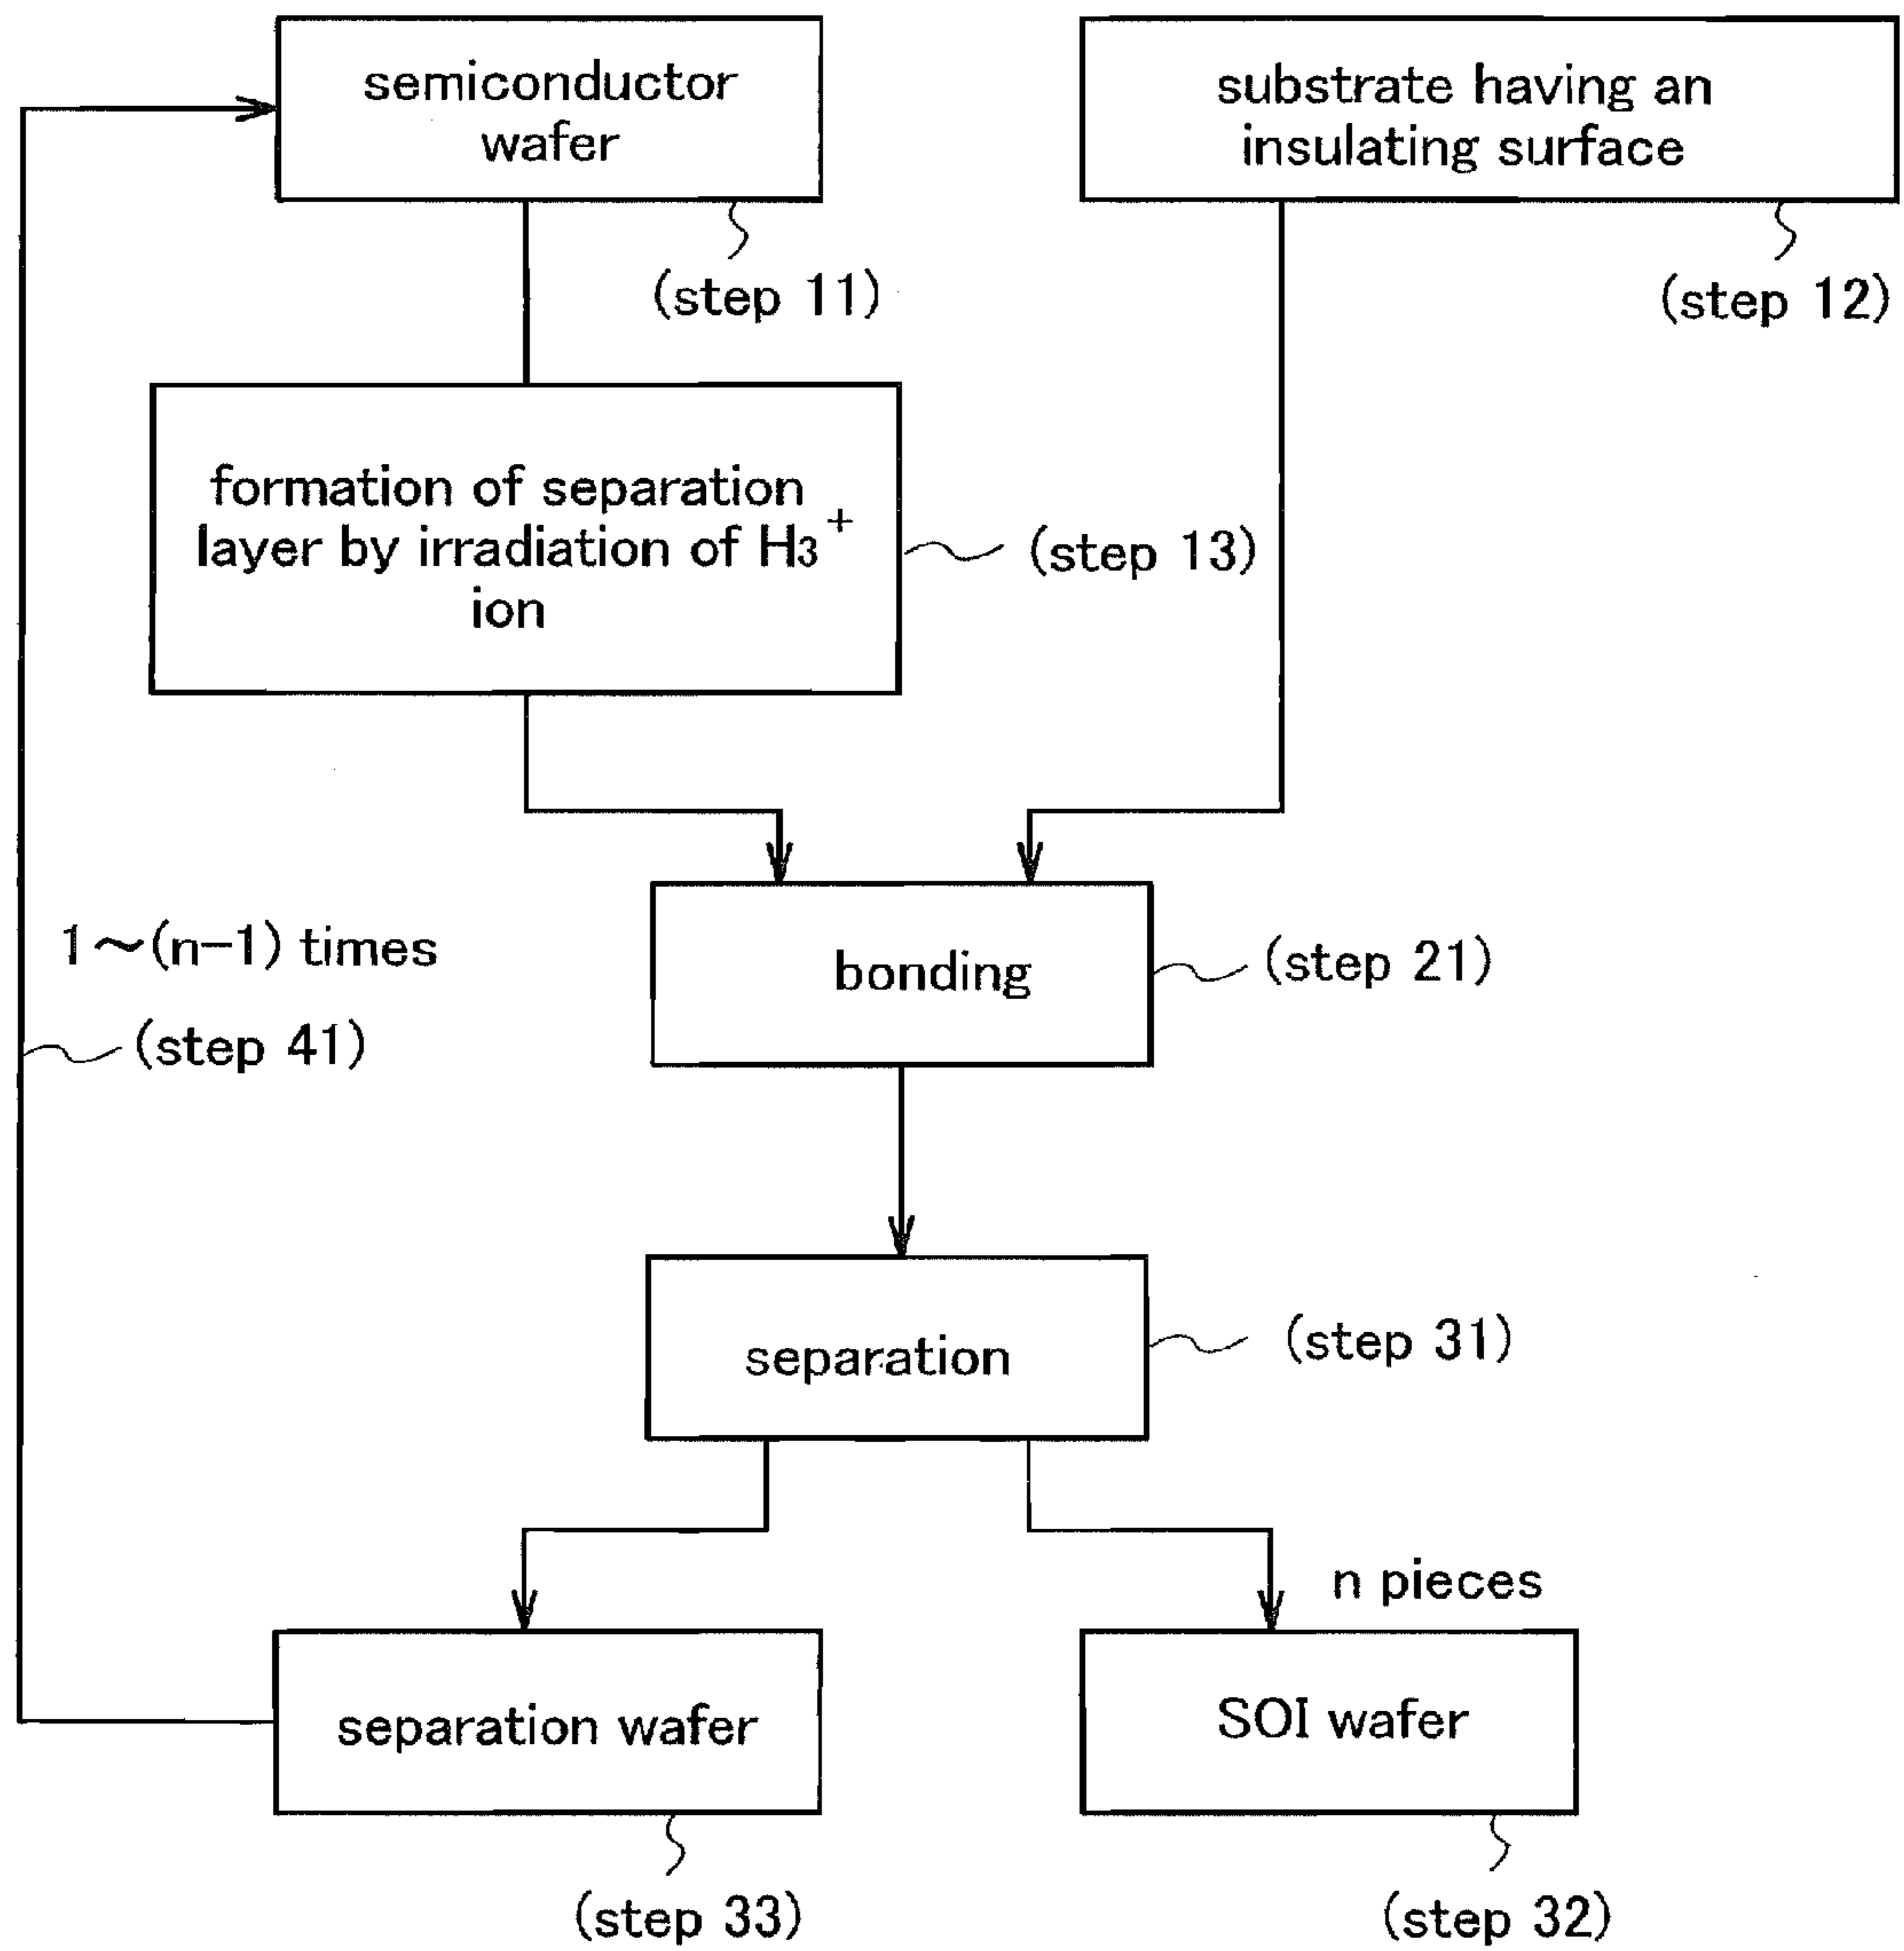 semiconductor
wafer
substrate having an
insulating surface
(step 11)
(step 12)
formation of separation
layer by irradiation of H3+
ion
(step 13)
1～(n−1) times
(step 41)
bonding
(step 21)
separation
(step 31)
n pieces
separation wafer
SOI wafer
(step 33)
(step 32)